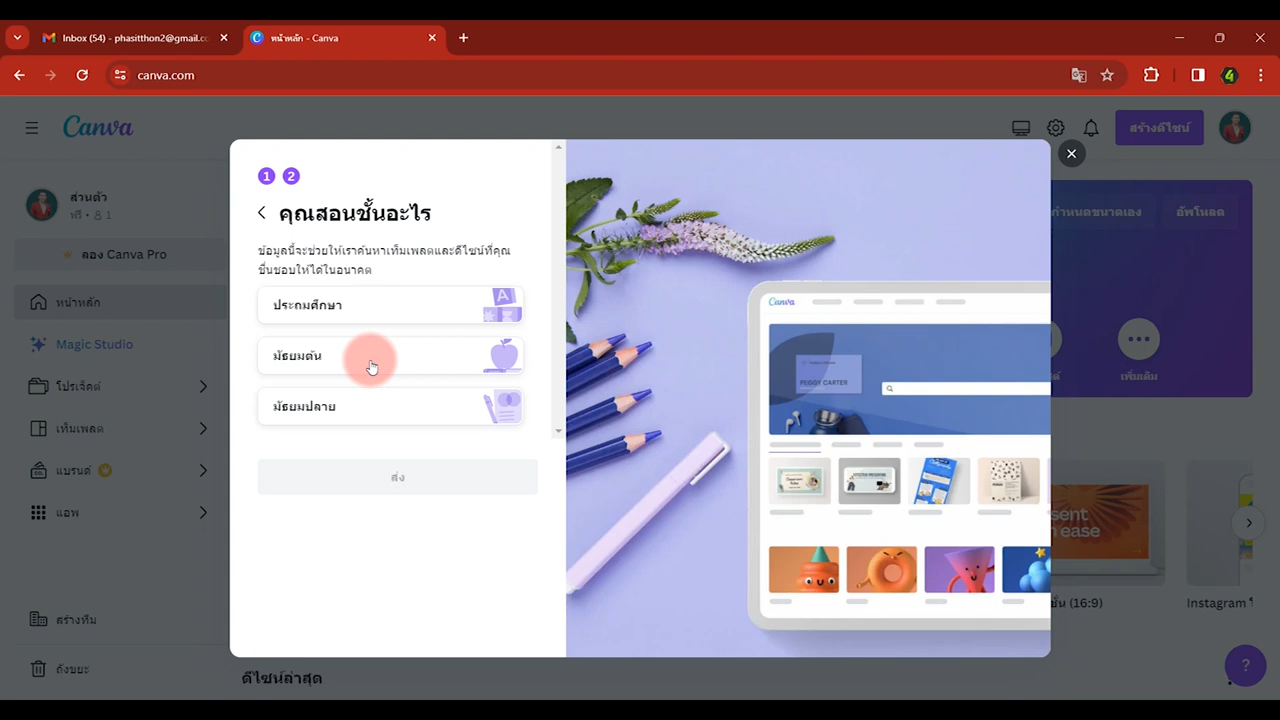 Inbox (54) - phasitthon2@gmail.cc
หน้าหลัก - Canva
canva.com
4
Canva
สร้างดีไซน์
ส่วนตัว
ฟรี • 1
ลอง Canva Pro
หน้าหลัก
Magic Studio
โปรเจ็คต์
เท็มเพลต
แบรนด์
แอพ
สร้างทีม
ถังขยะ
1 2
คุณสอนชั้นอะไร
ข้อมูลนี้จะช่วยให้เราค้นหาเท็มเพลตและดีไซน์ที่คุณ
ชื่นชอบให้ได้ในอนาคต
ประถมศึกษา
A
มัธยมต้น
มัธยมปลาย
ส่ง
Canva
PEGGY CARTER
กำหนดขนาดเอง
อัพโหลด
เพิ่มเติม
ease
(16:9)
Instagram
ดีไซน์ล่าสุด
?